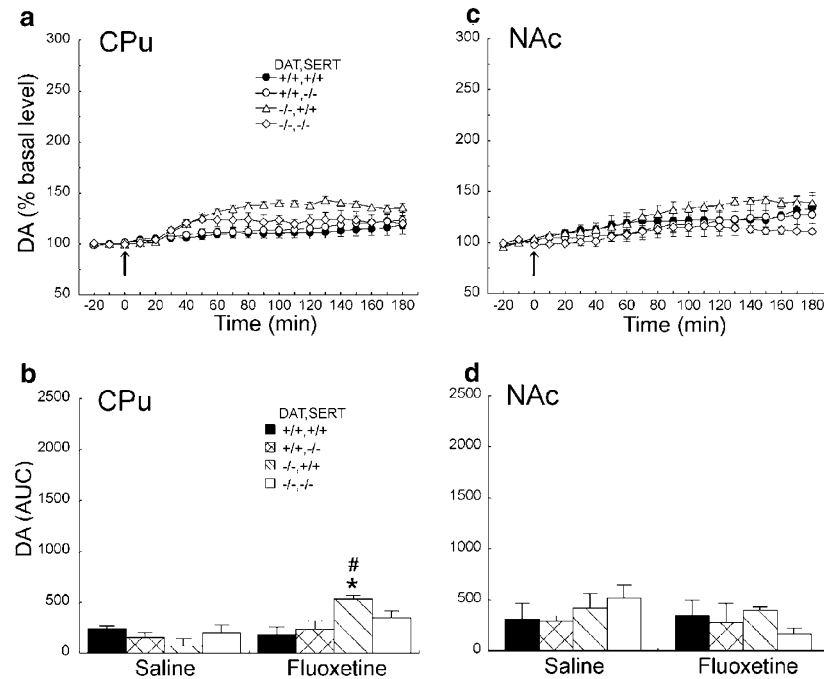 a
CPu
DA (% basal level)
300
250
200
150
100
50
DAT,SERT
+/+,+/+
+/+,-/-
-/-,+/+
-/-,-/-
-20 0 20 40 60 80 100 120 140 160 180
Time (min)
c
NAc
300
250
200
150
100
50
-20 0 20 40 60 80 100 120 140 160 180
Time (min)
b
CPu
DA (AUC)
2500
2000
1500
1000
500
0
DAT,SERT
+/+,+/+
+/+,-/-
-/-,+/+
-/-,-/-
#
*
Saline Fluoxetine
d
NAc
2500
2000
1500
1000
500
0
Saline Fluoxetine